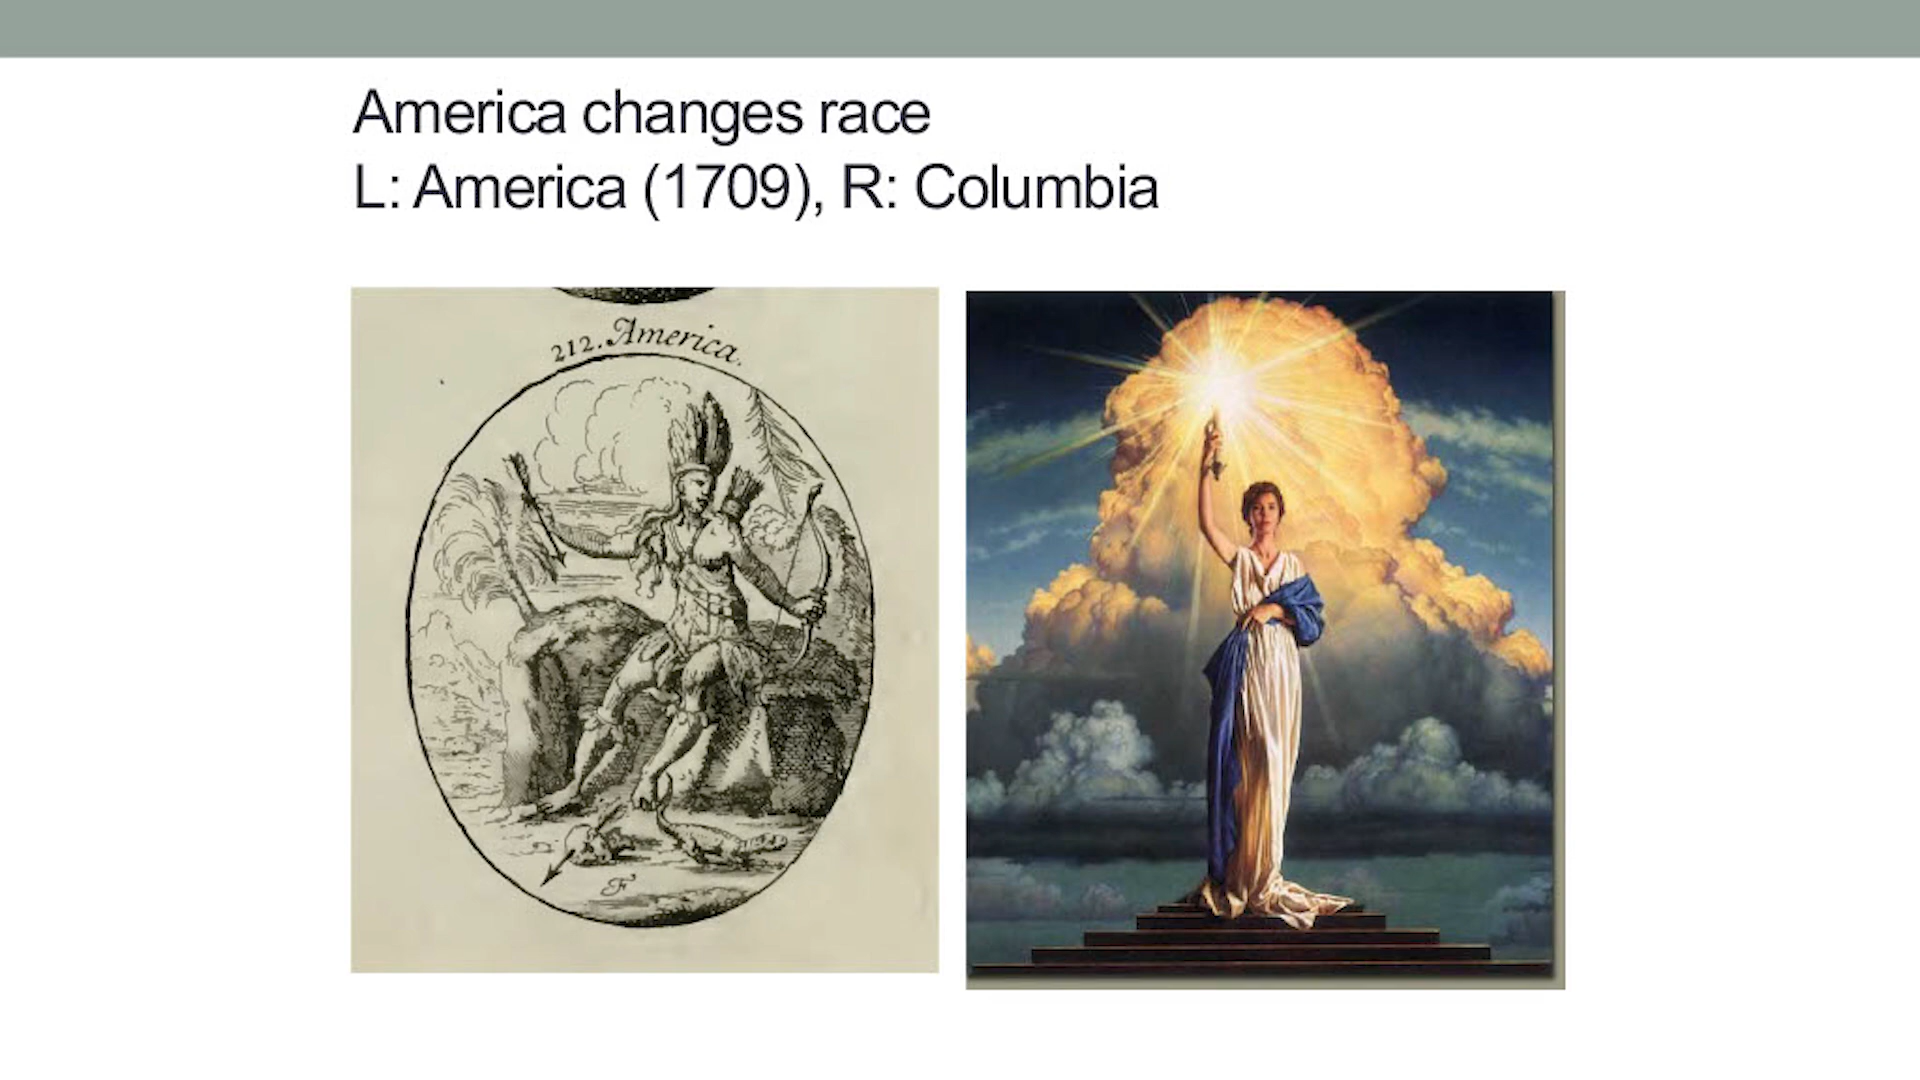 America changes race
L: America (1709), R: Columbia
212. America.
F